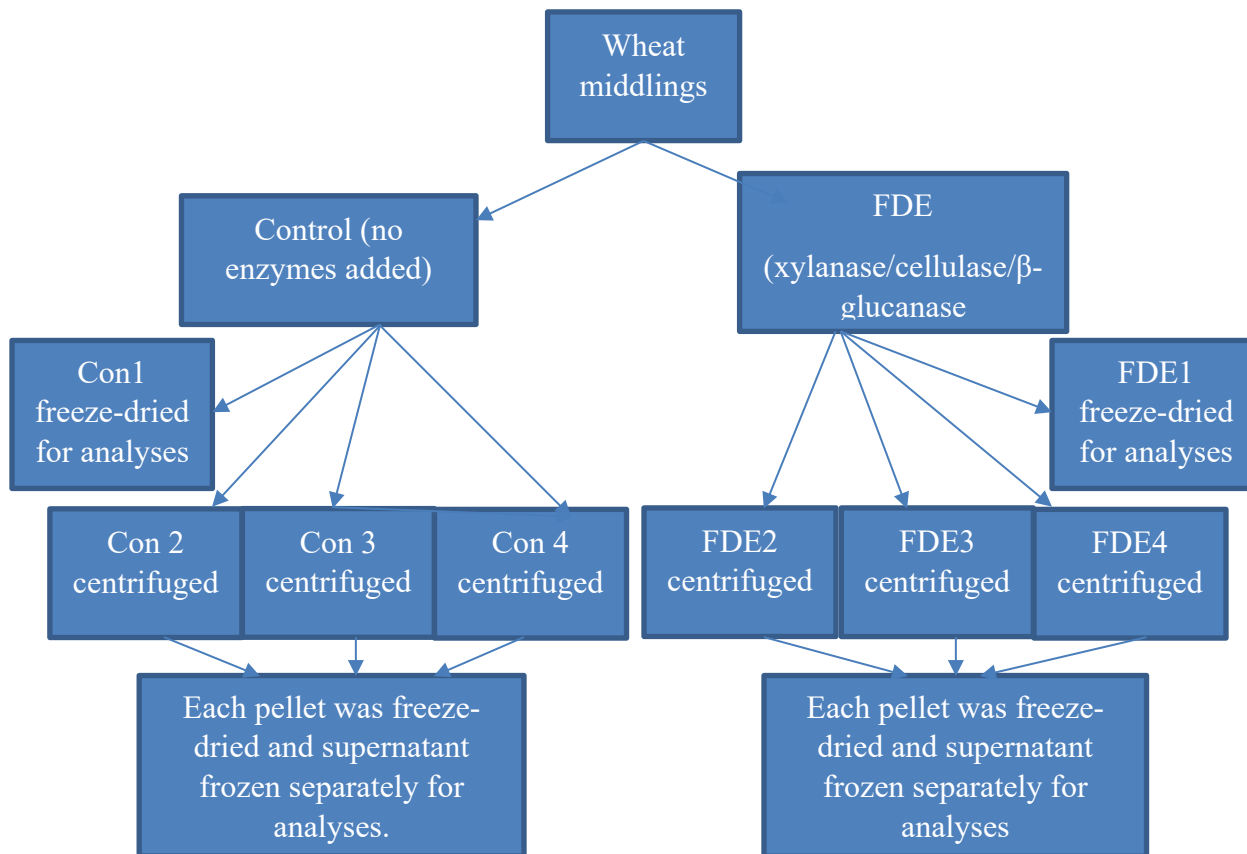 Wheat
middlings
Control (no
enzymes added)
FDE
(xylanase/cellulase/β-
glucanase
Con1
freeze-dried
for analyses
FDE1
freeze-dried
for analyses
Con 2
centrifuged
Con 3
centrifuged
Con 4
centrifuged
FDE2
centrifuged
FDE3
centrifuged
FDE4
centrifuged
Each pellet was freeze-
dried and supernatant
frozen separately for
analyses.
Each pellet was freeze-
dried and supernatant
frozen separately for
analyses